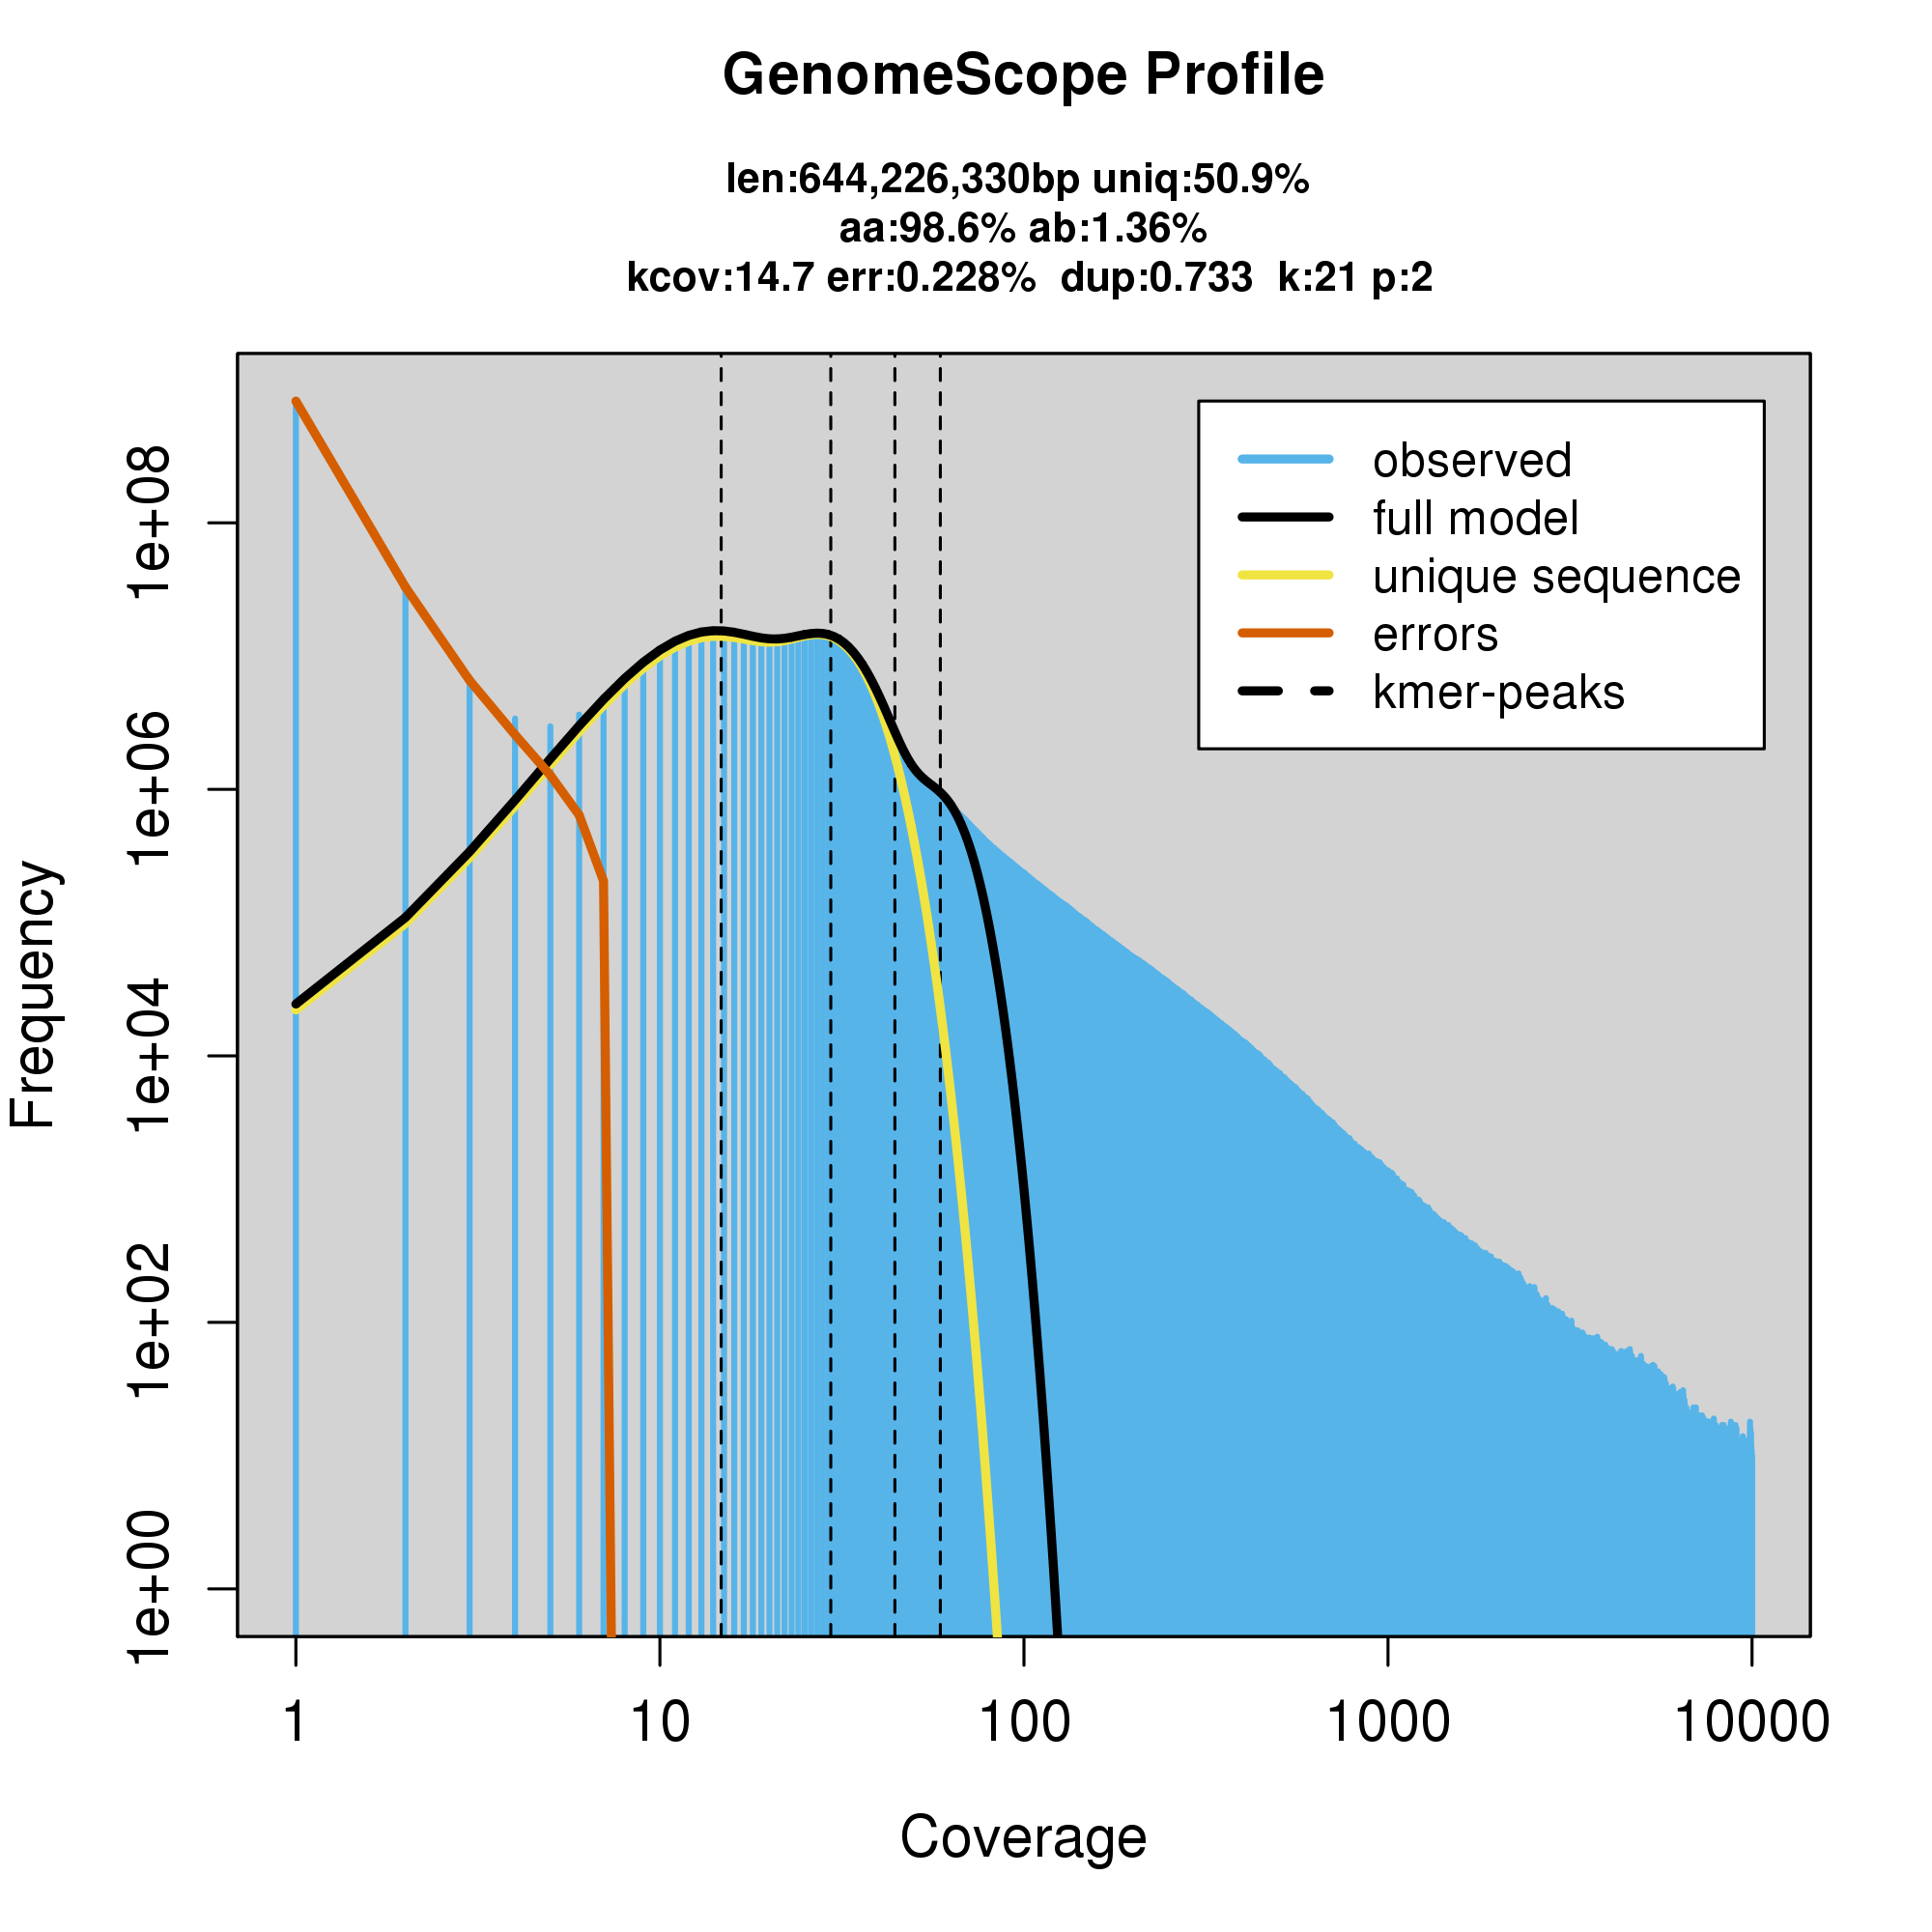 GenomeScope Profile
len:644,226,330bp uniq:50.9%
aa:98.6% ab:1.36%
kcov:14.7 err:0.228%  dup:0.733  k:21 p:2
observed
full model
unique sequence
errors
kmer-peaks
Frequency
1e+08
1e+06
1e+04
1e+02
1e+00
1 10 100 1000 10000
Coverage